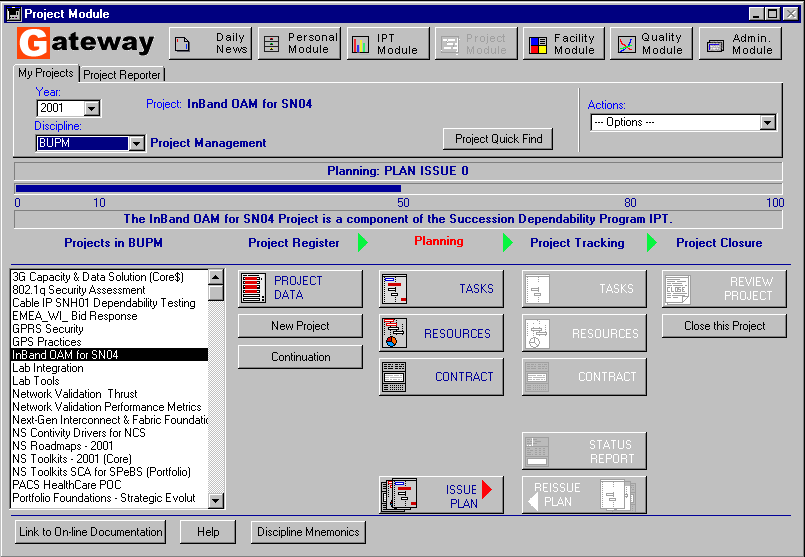 Project Module
Gateway
Daily
News
Personal
Module
IPT
Module
Project
Module
Facility
Module
Quality
Module
Admin.
Module
My Projects
Project Reporter
Year:
2001
Project: InBand OAM for SN04
Actions:
--- Options ---
Discipline:
BUPM
Project Management
Project Quick Find
Planning: PLAN ISSUE 0
0 10 50 80 100
The InBand OAM for SN04 Project is a component of the Succession Dependability Program IPT.
Projects in BUPM
Project Register
Planning
Project Tracking
Project Closure
3G Capacity & Data Solution (Core$)
802.1q Security Assessment
Cable IP SNH01 Dependability Testing
EMEA_WI_ Bid Response
GPRS Security
GPS Practices
InBand OAM for SN04
Lab Integration
Lab Tools
Network Validation  Thrust
Network Validation Performance Metrics
Next-Gen Interconnect & Fabric Foundatio
NS Contivity Drivers for NCS
NS Roadmaps - 2001
NS Toolkits - 2001 (Core)
NS Toolkits SCA for SPeBS (Portfolio)
PACS HealthCare POC
Portfolio Foundations - Strategic Evolut
PROJECT
DATA
New Project
Continuation
TASKS
RESOURCES
CONTRACT
ISSUE
PLAN
TASKS
RESOURCES
CONTRACT
STATUS
REPORT
REISSUE
PLAN
CLOSE
REVIEW
PROJECT
Close this Project
Link to On-line Documentation
Help
Discipline Mnemonics